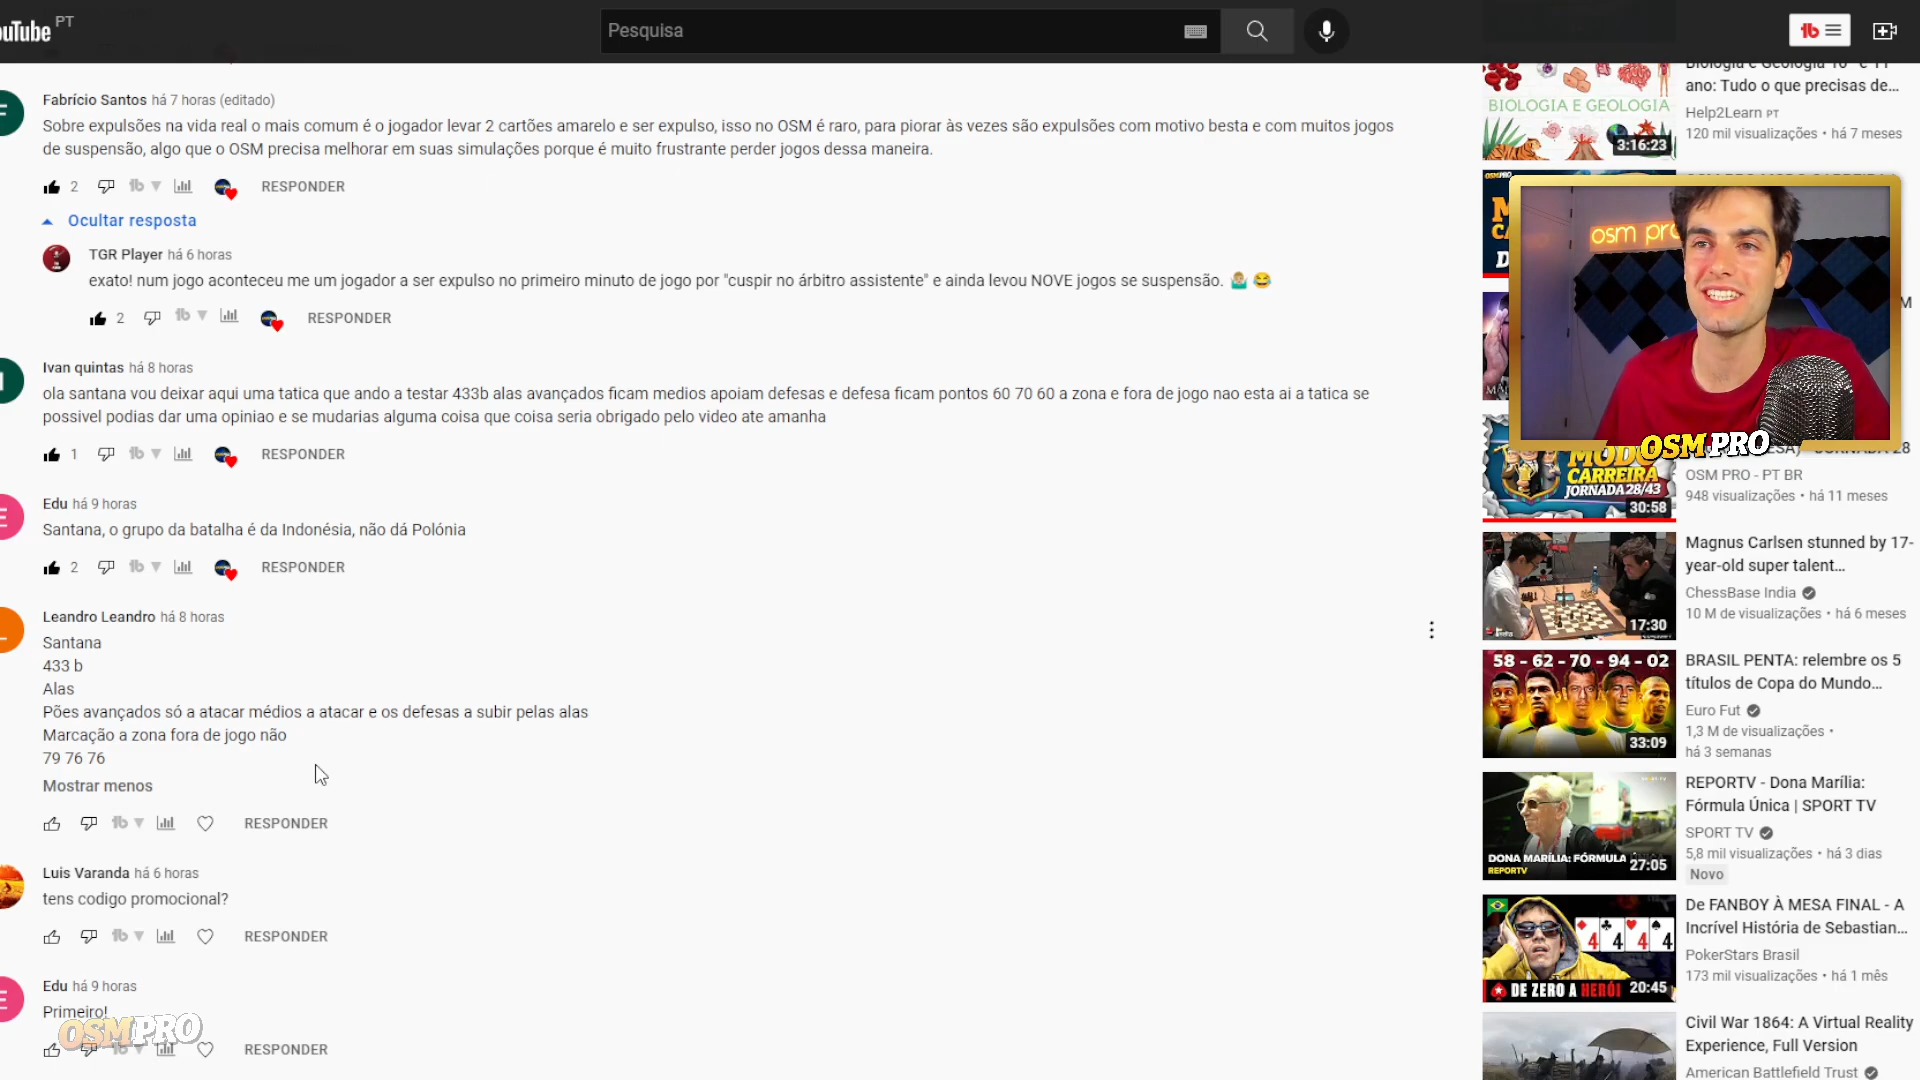 ouTube PT
Pesquisa
Fabrício Santos há 7 horas (editado)
Sobre expulsões na vida real o mais comum é o jogador levar 2 cartões amarelo e ser expulso, isso no OSM é raro, para piorar às vezes são expulsões com motivo besta e com muitos jogos
de suspensão, algo que o OSM precisa melhorar em suas simulações porque é muito frustrante perder jogos dessa maneira.
2 RESPONDER
Ocultar resposta
TGR Player há 6 horas
exato! num jogo aconteceu me um jogador a ser expulso no primeiro minuto de jogo por "cuspir no árbitro assistente" e ainda levou NOVE jogos se suspensão. 🤷🏼‍♂️ 😂
2 RESPONDER
Ivan quintas há 8 horas
ola santana vou deixar aqui uma tatica que ando a testar 433b alas avançados ficam medios apoiam defesas e defesa ficam pontos 60 70 60 a zona e fora de jogo nao esta ai a tatica se
possivel podias dar uma opiniao e se mudarias alguma coisa que coisa seria obrigado pelo video ate amanha
1 RESPONDER
Edu há 9 horas
Santana, o grupo da batalha é da Indonésia, não dá Polónia
2 RESPONDER
Leandro Leandro há 8 horas
Santana
433 b
Alas
Pões avançados só a atacar médios a atacar e os defesas a subir pelas alas
Marcação a zona fora de jogo não
79 76 76
Mostrar menos
RESPONDER
Luis Varanda há 6 horas
tens codigo promocional?
RESPONDER
Edu há 9 horas
Primeiro!
OSMPRO
RESPONDER
ano: Tudo o que precisas de...
BIOLOGIA E GEOLOGIA
Help2Learn PT
120 mil visualizações • há 7 meses
3:16:23
osm pro
OSM PRO
JORNADA 28
MODO
CARREIRA
JORNADA 28/43
30:58
OSM PRO - PT BR
948 visualizações • há 11 meses
Magnus Carlsen stunned by 17-
year-old super talent...
ChessBase India
10 M de visualizações • há 6 meses
17:30
58 - 62 - 70 - 94 - 02
33:09
BRASIL PENTA: relembre os 5
títulos de Copa do Mundo...
Euro Fut
1,3 M de visualizações •
há 3 semanas
DONA MARÍLIA: FÓRMULA
REPORTV
27:05
REPORTV - Dona Marília:
Fórmula Única | SPORT TV
SPORT TV
5,8 mil visualizações • há 3 dias
Novo
4 4 4 4
DE ZERO A HERÓI
20:45
De FANBOY À MESA FINAL - A
Incrível História de Sebastian...
PokerStars Brasil
173 mil visualizações • há 1 mês
Civil War 1864: A Virtual Reality
Experience, Full Version
American Battlefield Trust